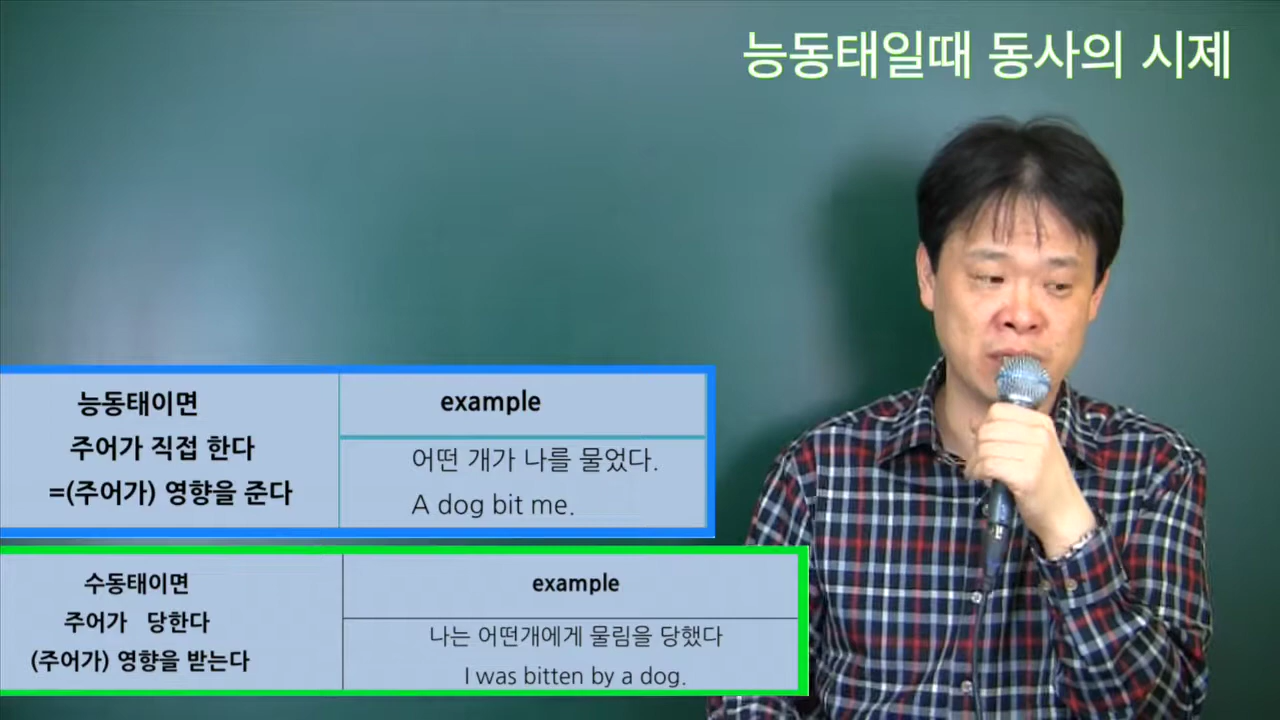 능동태일때 동사의 시제
능동태이면
주어가 직접 한다
=(주어가) 영향을 준다
example
어떤 개가 나를 물었다.
A dog bit me.
수동태이면
주어가 당한다
(주어가) 영향을 받는다
example
나는 어떤개에게 물림을 당했다
I was bitten by a dog.